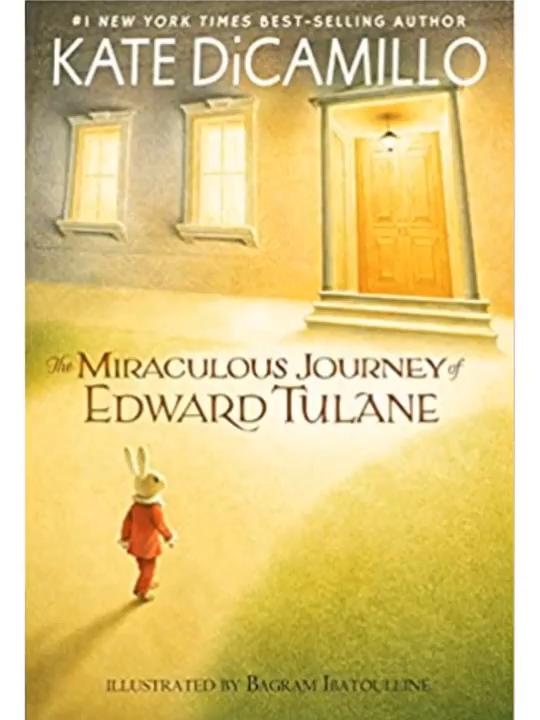 #1 NEW YORK TIMES BEST-SELLING AUTHOR
KATE DiCAMILLO
The MIRACULOUS JOURNEY of
EDWARD TULANE
ILLUSTRATED BY BAGRAM IBATOULLINE